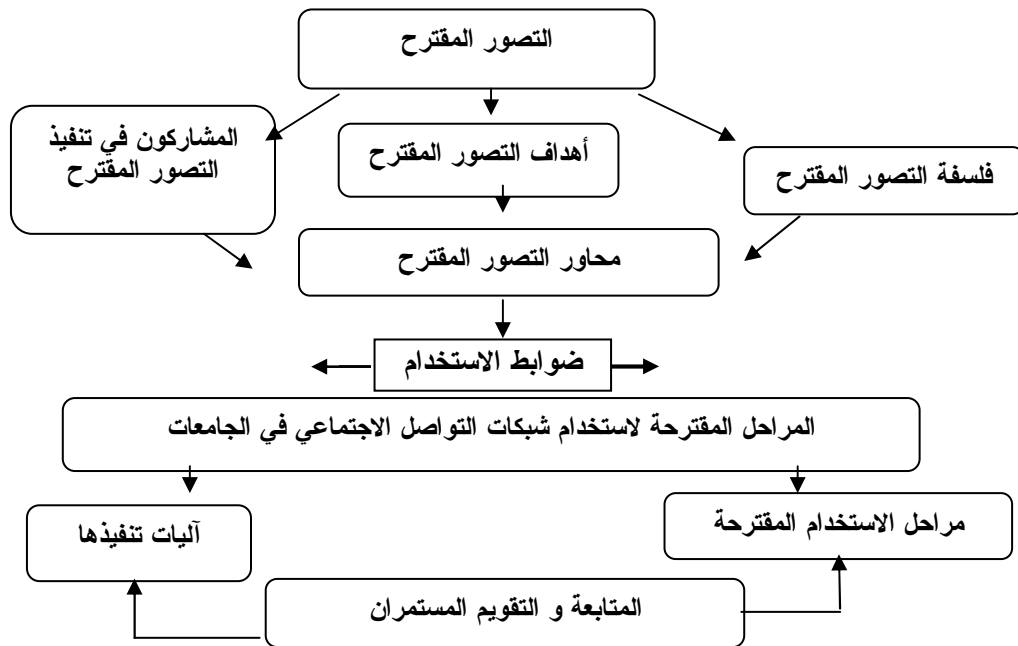 التصور المقترح
المشاركون في تنفيذ
التصور المقترح
أهداف التصور المقترح
فلسفة التصور المقترح
محاور التصور المقترح
ضوابط الاستخدام
المراحل المقترحة لاستخدام شبكات التواصل الاجتماعي في الجامعات
مراحل الاستخدام المقترحة
آليات تنفيذها
المتابعة و التقويم المستمران